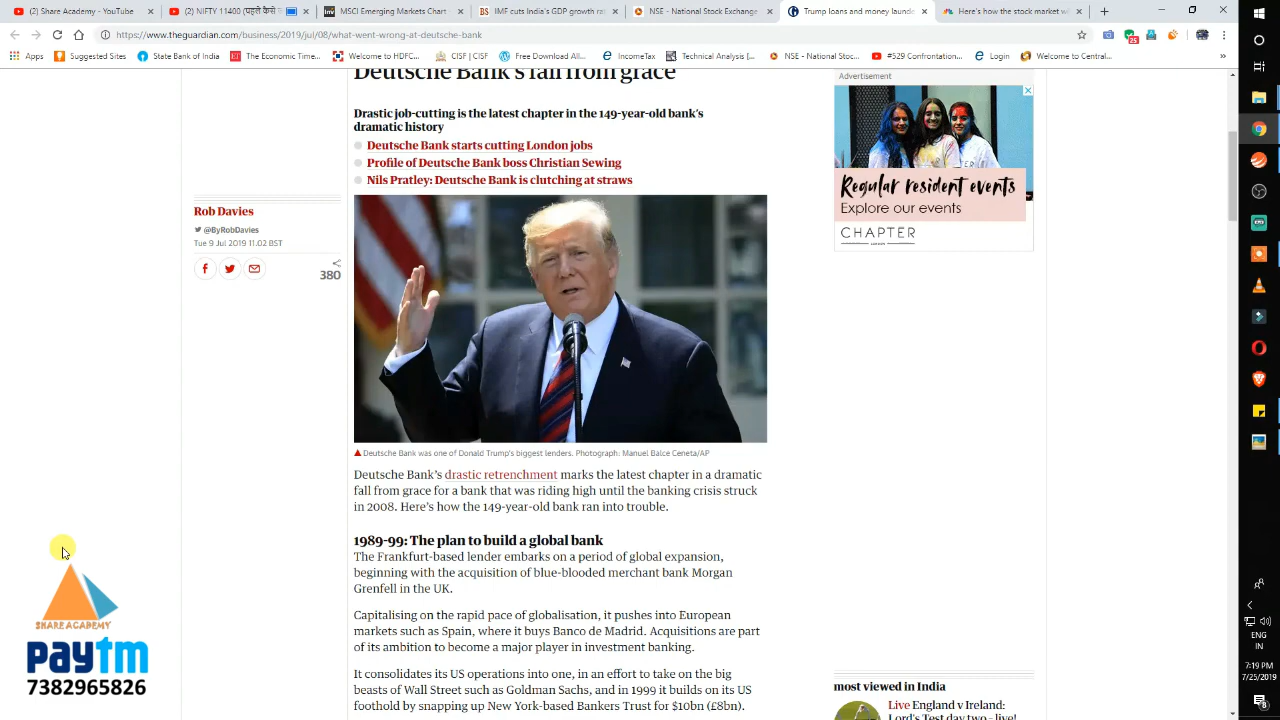 (2) Share Academy - YouTube
(2) NIFTY 11400 (पहली कैंची
MSCI Emerging Markets Chart
IMF cuts India's GDP growth rat
NSE - National Stock Exchange
Trump loans and money laund
Here's how the stock market w
https://www.theguardian.com/business/2019/jul/08/what-went-wrong-at-deutsche-bank
Apps
Suggested Sites
State Bank of India
The Economic Time...
Welcome to HDFC...
CISF | CISF
Free Download All...
IncomeTax
Technical Analysis [...
NSE - National Stoc...
#529 Confrontation...
Login
Welcome to Central...
Deutsche Bank's fall from grace
Drastic job-cutting is the latest chapter in the 149-year-old bank's
dramatic history
Deutsche Bank starts cutting London jobs
Profile of Deutsche Bank boss Christian Sewing
Nils Pratley: Deutsche Bank is clutching at straws
Rob Davies
@ByRobDavies
Tue 9 Jul 2019 11.02 BST
380
Deutsche Bank was one of Donald Trump's biggest lenders. Photograph: Manuel Balce Ceneta/AP
Deutsche Bank's drastic retrenchment marks the latest chapter in a dramatic
fall from grace for a bank that was riding high until the banking crisis struck
in 2008. Here's how the 149-year-old bank ran into trouble.
1989-99: The plan to build a global bank
The Frankfurt-based lender embarks on a period of global expansion,
beginning with the acquisition of blue-blooded merchant bank Morgan
Grenfell in the UK.
Capitalising on the rapid pace of globalisation, it pushes into European
markets such as Spain, where it buys Banco de Madrid. Acquisitions are part
of its ambition to become a major player in investment banking.
It consolidates its US operations into one, in an effort to take on the big
beasts of Wall Street such as Goldman Sachs, and in 1999 it builds on its US
foothold by snapping up New York-based Bankers Trust for $10bn (£8bn).
Advertisement
Regular resident events
Explore our events
CHAPTER
LONDON
most viewed in India
Live England v Ireland:
Lord's Test day two - live!
SHARE ACADEMY
paytm
7382965826
ENG
IN
7:19 PM
7/25/2019